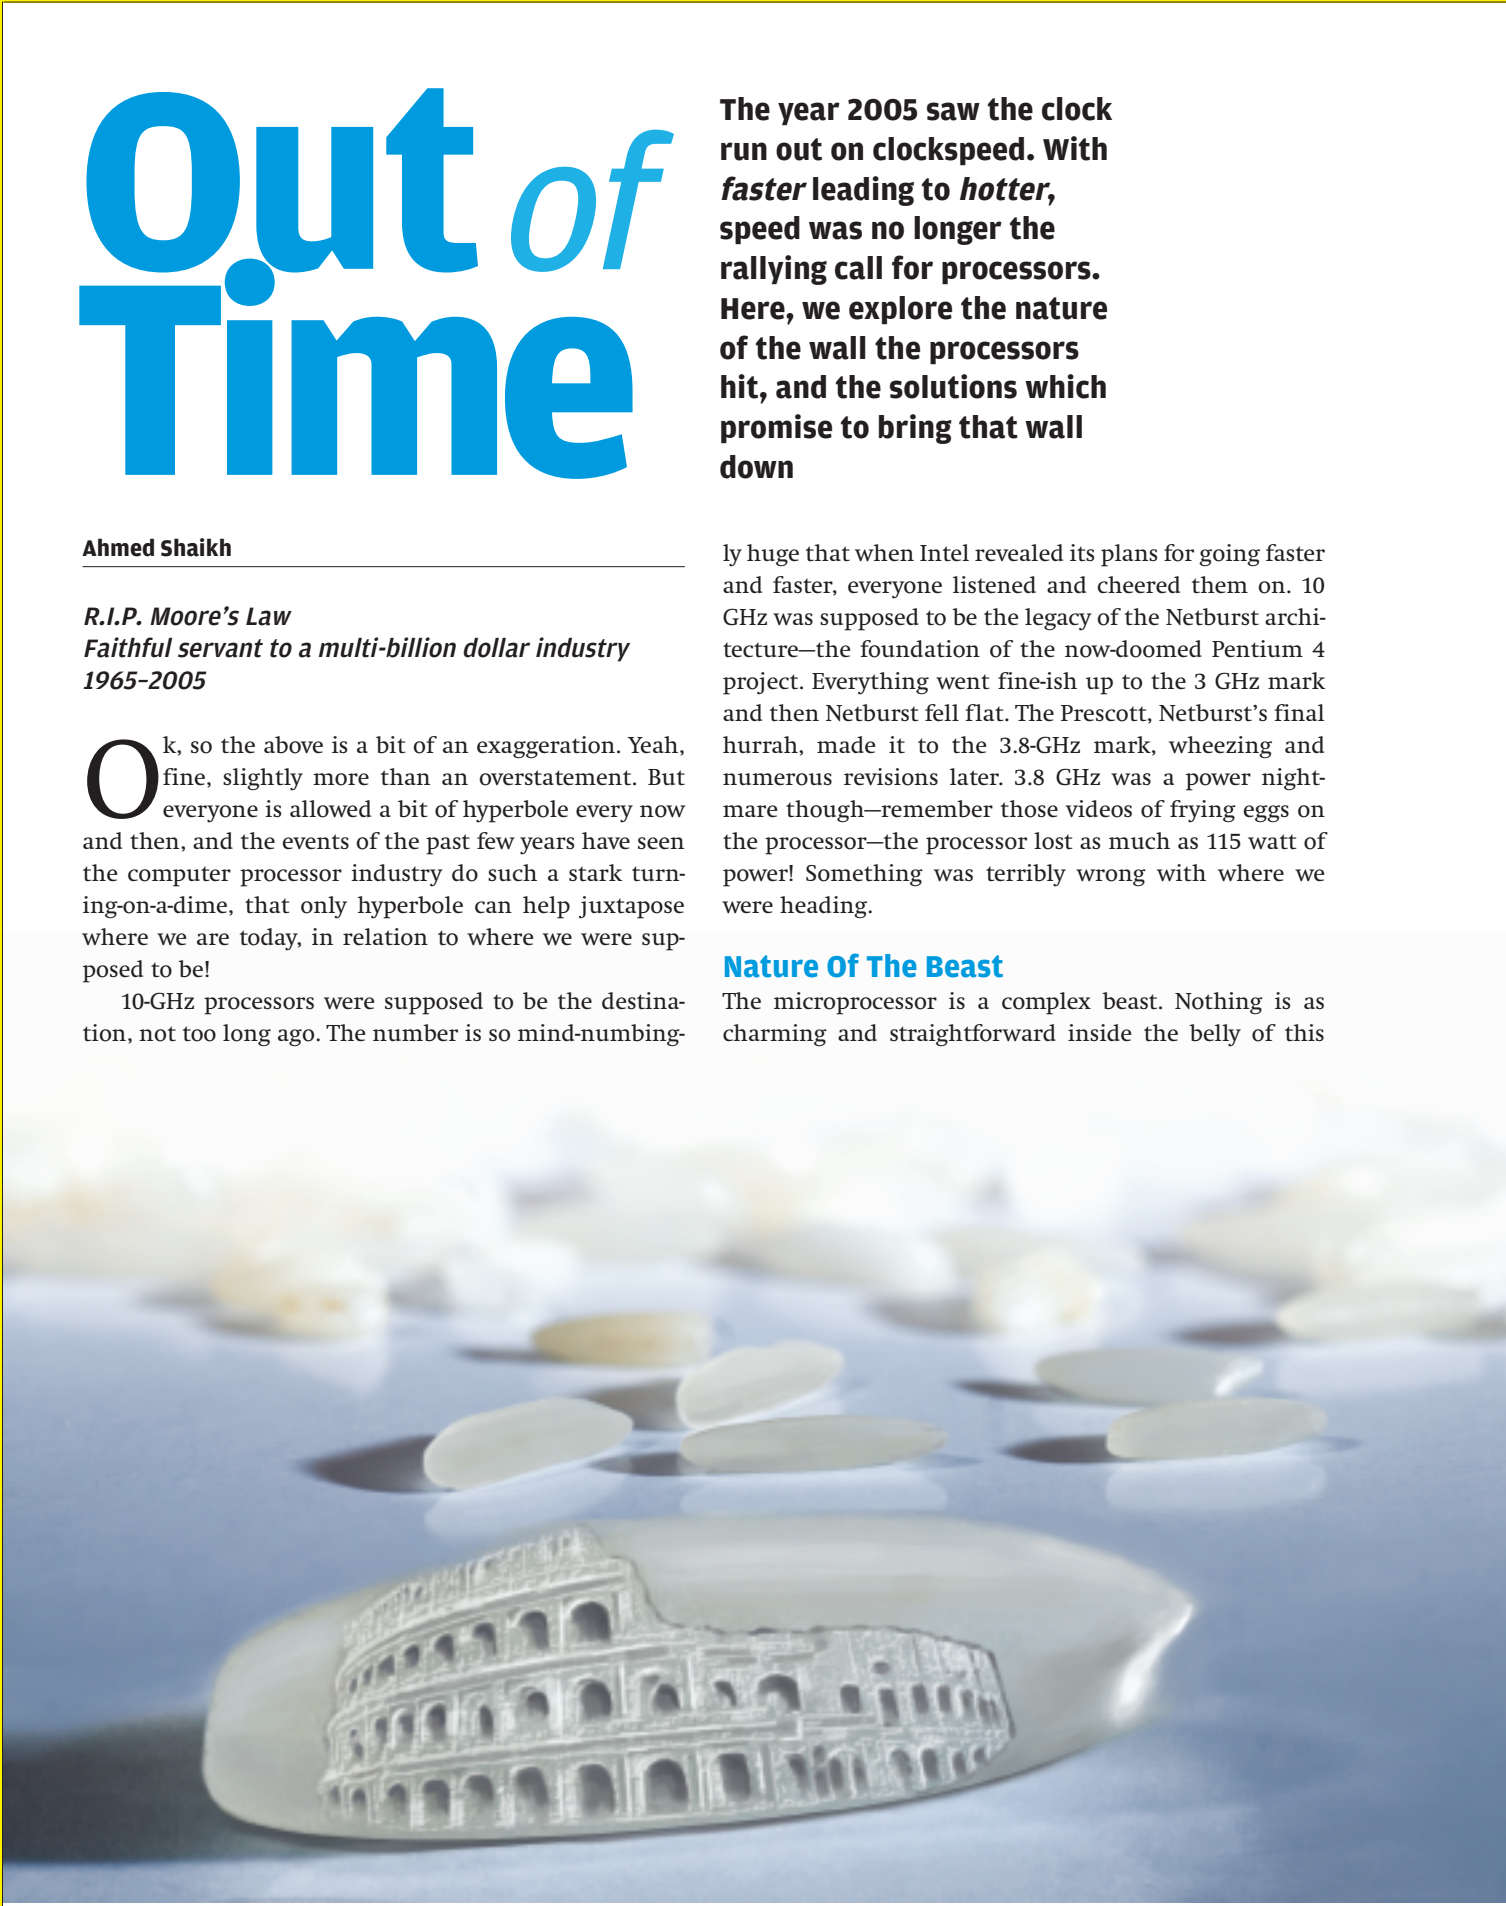 Out of
Time
The year 2005 saw the clock
run out on clockspeed. With
faster leading to hotter,
speed was no longer the
rallying call for processors.
Here, we explore the nature
of the wall the processors
hit, and the solutions which
promise to bring that wall
down
Ahmed Shaikh
R.I.P. Moore's Law
Faithful servant to a multi-billion dollar industry
1965–2005
Ok, so the above is a bit of an exaggeration. Yeah,
fine, slightly more than an overstatement. But
everyone is allowed a bit of hyperbole every now
and then, and the events of the past few years have seen
the computer processor industry do such a stark turn-
ing-on-a-dime, that only hyperbole can help juxtapose
where we are today, in relation to where we were sup-
posed to be!
10-GHz processors were supposed to be the destina-
tion, not too long ago. The number is so mind-numbing-
ly huge that when Intel revealed its plans for going faster
and faster, everyone listened and cheered them on. 10
GHz was supposed to be the legacy of the Netburst archi-
tecture—the foundation of the now-doomed Pentium 4
project. Everything went fine-ish up to the 3 GHz mark
and then Netburst fell flat. The Prescott, Netburst's final
hurrah, made it to the 3.8-GHz mark, wheezing and
numerous revisions later. 3.8 GHz was a power night-
mare though—remember those videos of frying eggs on
the processor—the processor lost as much as 115 watt of
power! Something was terribly wrong with where we
were heading.
Nature Of The Beast
The microprocessor is a complex beast. Nothing is as
charming and straightforward inside the belly of this